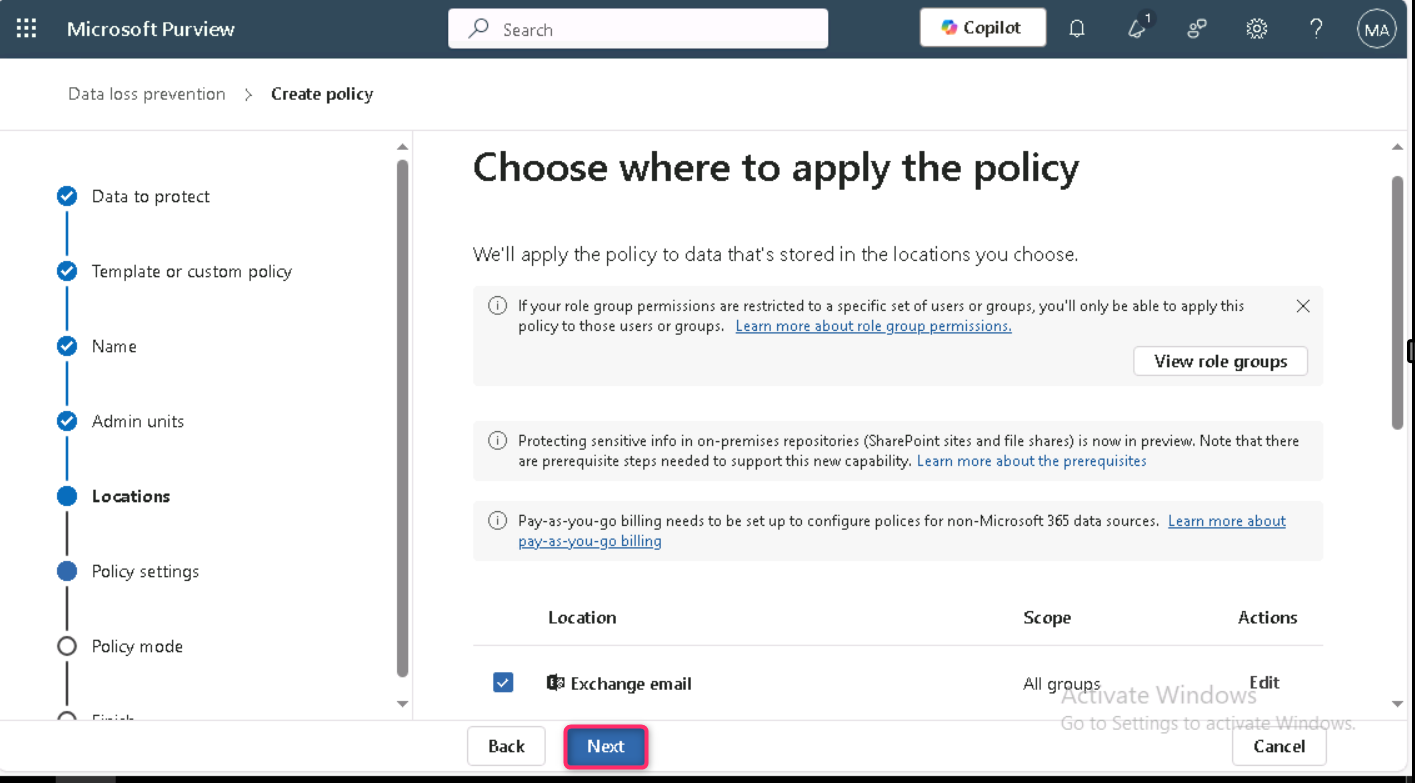 Microsoft Purview
Search
Copilot
1
MA
Data loss prevention > Create policy
Data to protect
Template or custom policy
Name
Admin units
Locations
Policy settings
Policy mode
Finish
Choose where to apply the policy
We'll apply the policy to data that's stored in the locations you choose.
If your role group permissions are restricted to a specific set of users or groups, you'll only be able to apply this
policy to those users or groups. Learn more about role group permissions.
View role groups
Protecting sensitive info in on-premises repositories (SharePoint sites and file shares) is now in preview. Note that there
are prerequisite steps needed to support this new capability. Learn more about the prerequisites
Pay-as-you-go billing needs to be set up to configure polices for non-Microsoft 365 data sources. Learn more about
pay-as-you-go billing
Location Scope Actions
Exchange email All groups Edit
Activate Windows
Go to Settings to activate Windows.
Back Next Cancel